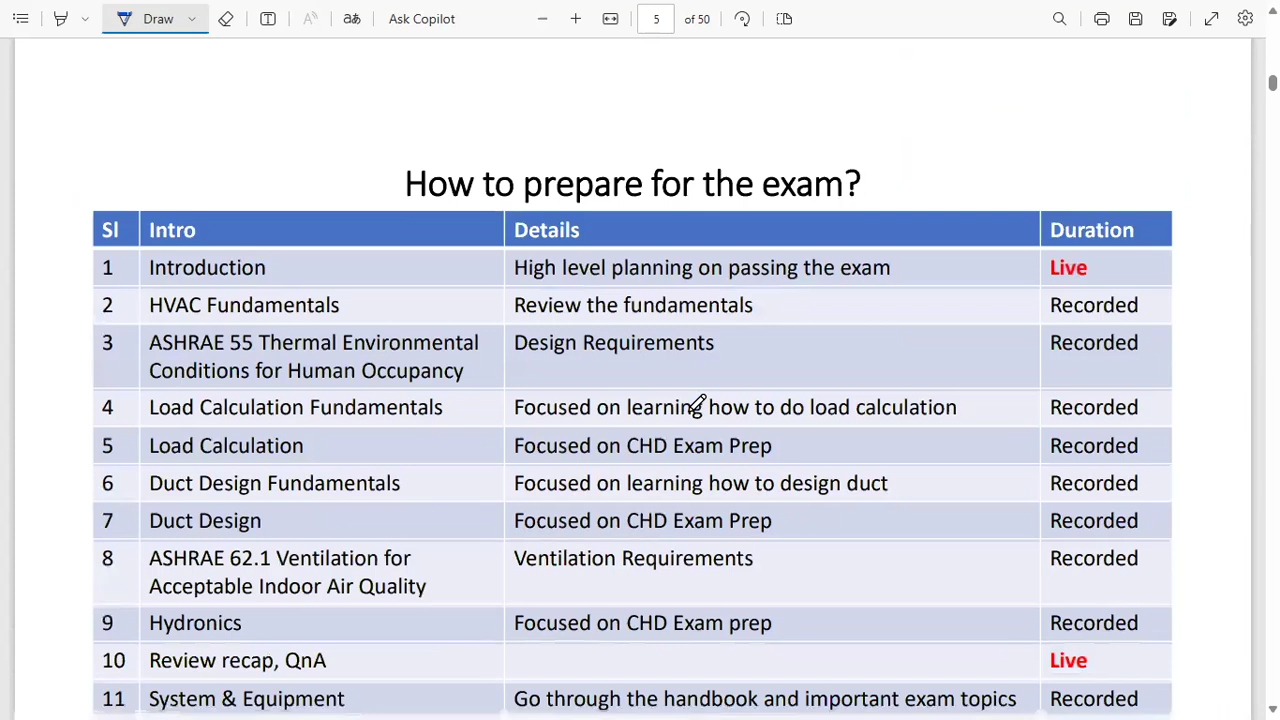 Draw
Ask Copilot
5 of 50
How to prepare for the exam?
Sl Intro Details Duration
1 Introduction High level planning on passing the exam Live
2 HVAC Fundamentals Review the fundamentals Recorded
3 ASHRAE 55 Thermal Environmental Design Requirements Recorded
Conditions for Human Occupancy
4 Load Calculation Fundamentals Focused on learning how to do load calculation Recorded
5 Load Calculation Focused on CHD Exam Prep Recorded
6 Duct Design Fundamentals Focused on learning how to design duct Recorded
7 Duct Design Focused on CHD Exam Prep Recorded
8 ASHRAE 62.1 Ventilation for Ventilation Requirements Recorded
Acceptable Indoor Air Quality
9 Hydronics Focused on CHD Exam prep Recorded
10 Review recap, QnA Live
11 System & Equipment Go through the handbook and important exam topics Recorded